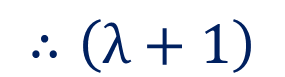 ∴ (λ + 1)